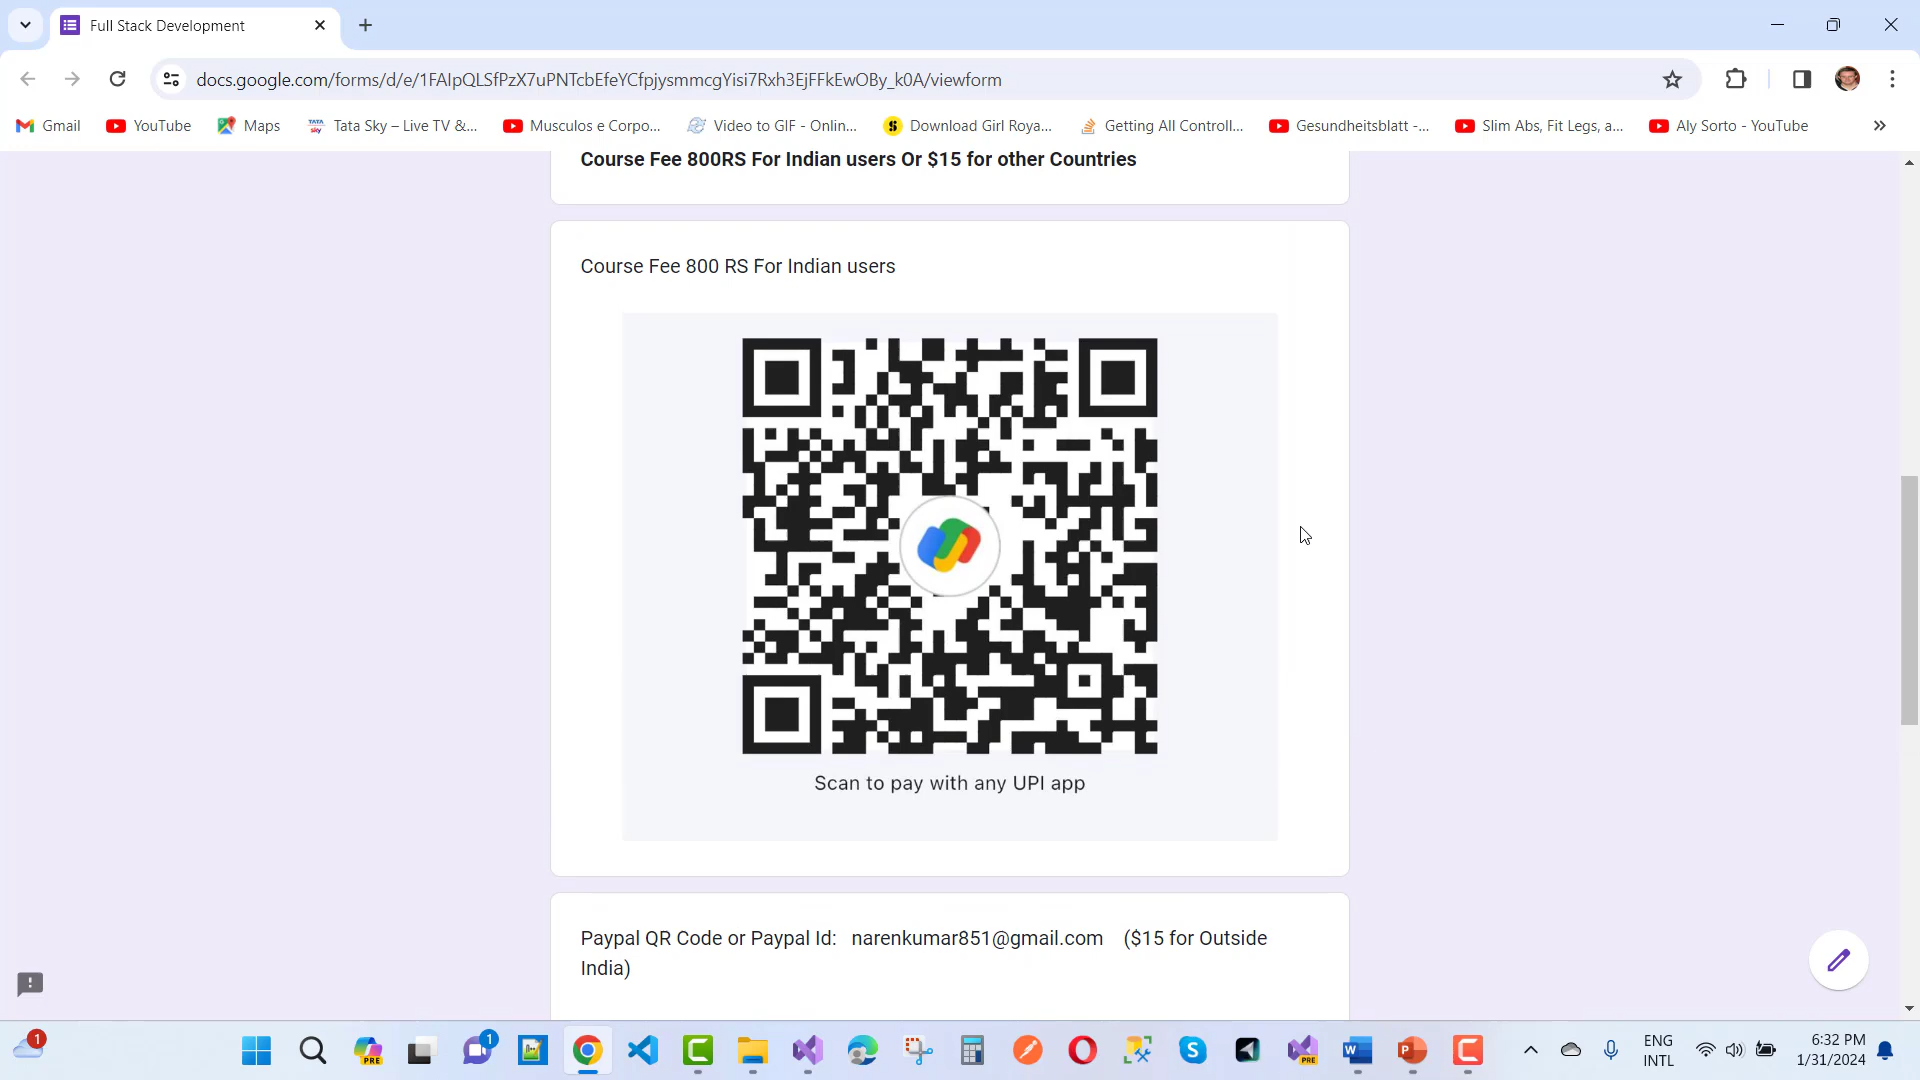 Full Stack Development
docs.google.com/forms/d/e/1FAIpQLSfPzX7uPNTcbEfeYCfpjysmmcgYisi7Rxh3EjFFkEwOBy_k0A/viewform
Gmail YouTube Maps Tata Sky – Live TV &... Musculos e Corpo... Video to GIF - Onlin... Download Girl Roya... Getting All Controll... Gesundheitsblatt -... Slim Abs, Fit Legs, a... Aly Sorto - YouTube
Course Fee 800RS For Indian users Or $15 for other Countries
Course Fee 800 RS For Indian users
Scan to pay with any UPI app
Paypal QR Code or Paypal Id: narenkumar851@gmail.com ($15 for Outside
India)
1 PRE 1 PRE ENG 6:32 PM
INTL 1/31/2024